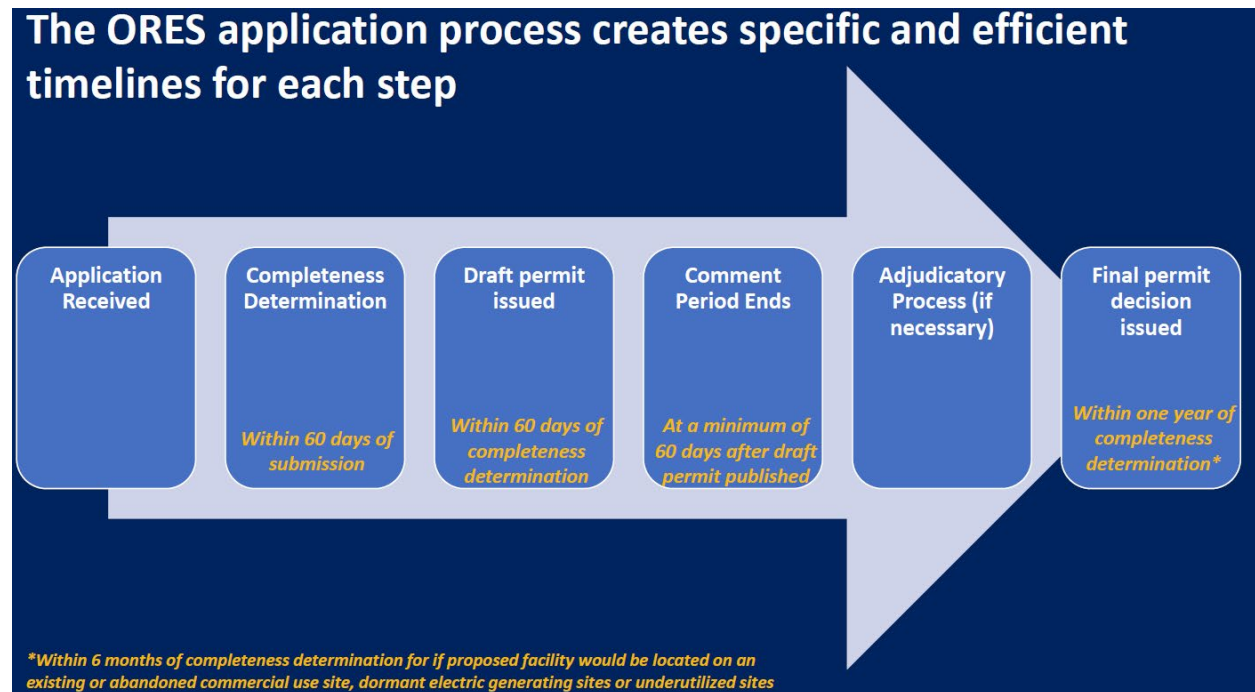 The ORES application process creates specific and efficient
timelines for each step
Application
Received
Completeness
Determination
Within 60 days of
submission
Draft permit
issued
Within 60 days of
completeness
determination
Comment
Period Ends
At a minimum of
60 days after draft
permit published
Adjudicatory
Process (if
necessary)
Final permit
decision
issued
Within one year of
completeness
determination*
*Within 6 months of completeness determination for if proposed facility would be located on an
existing or abandoned commercial use site, dormant electric generating sites or underutilized sites